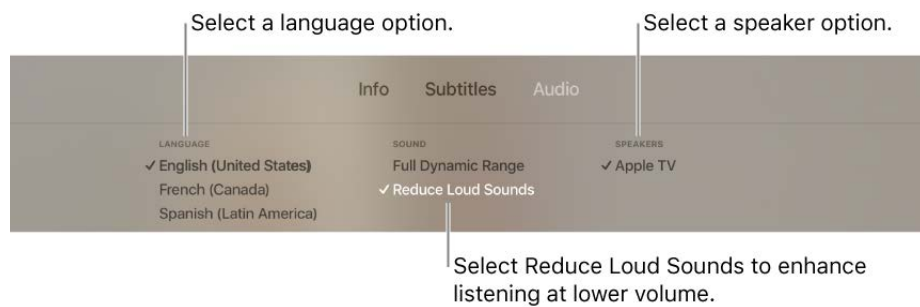 Select a language option.
Select a speaker option.
Info Subtitles Audio
LANGUAGE
✓ English (United States)
French (Canada)
Spanish (Latin America)
SOUND
Full Dynamic Range
✓ Reduce Loud Sounds
SPEAKERS
✓ Apple TV
Select Reduce Loud Sounds to enhance
listening at lower volume.